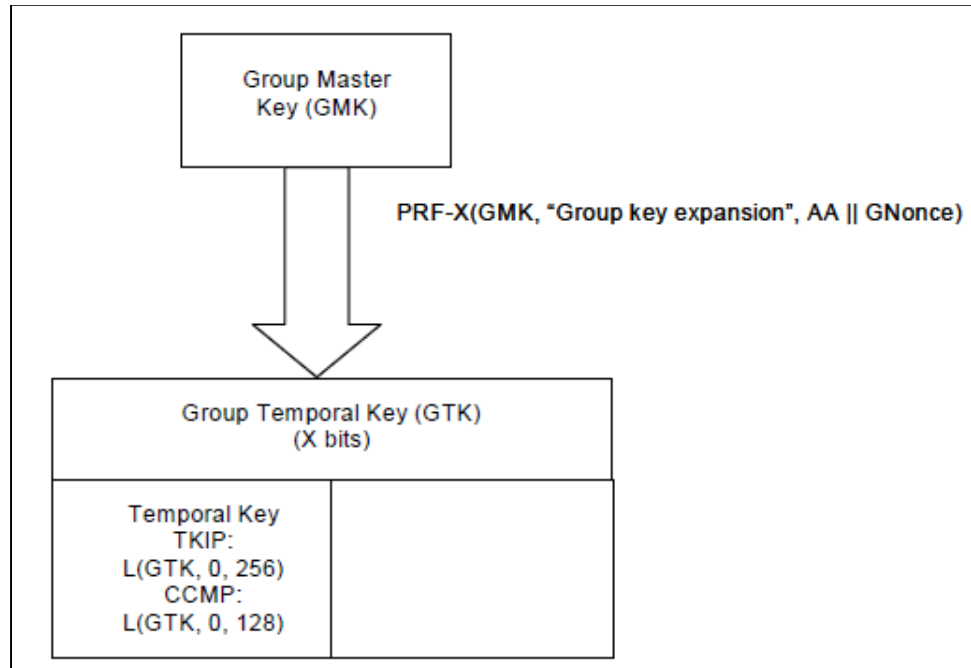 Group Master
Key (GMK)
PRF-X(GMK, “Group key expansion”, AA || GNonce)
Group Temporal Key (GTK)
(X bits)
Temporal Key
TKIP:
L(GTK, 0, 256)
CCMP:
L(GTK, 0, 128)